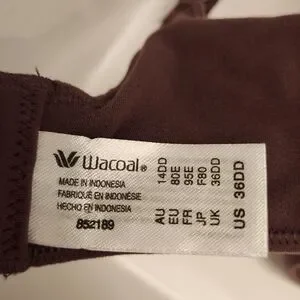 Wacoal®
MADE IN INDONESIA
FABRIQUÉ EN INDONÉSIE
HECHO EN INDONESIA
852189
AU 14DD
EU 80E
FR 95E
JP F80
UK 36DD
US 36DD